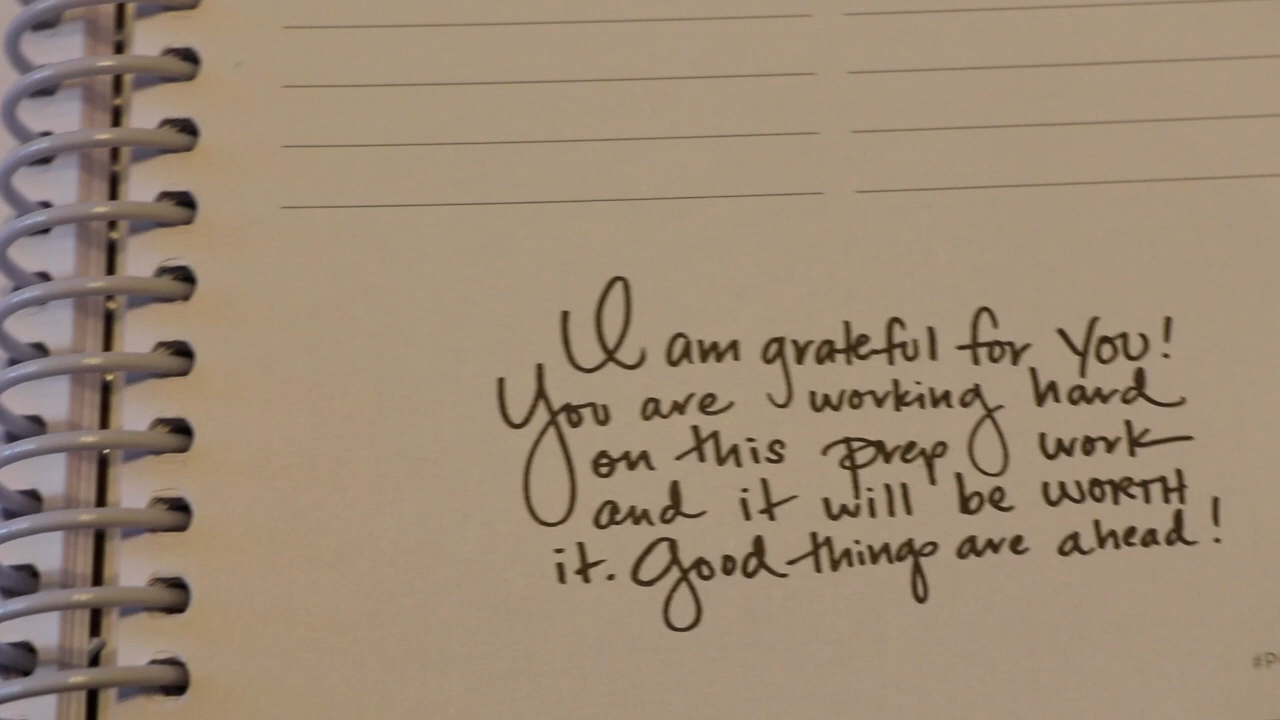 I am grateful for you!
You are working hard
on this prep work
and it will be WORTH
it. Good things are ahead!
#P